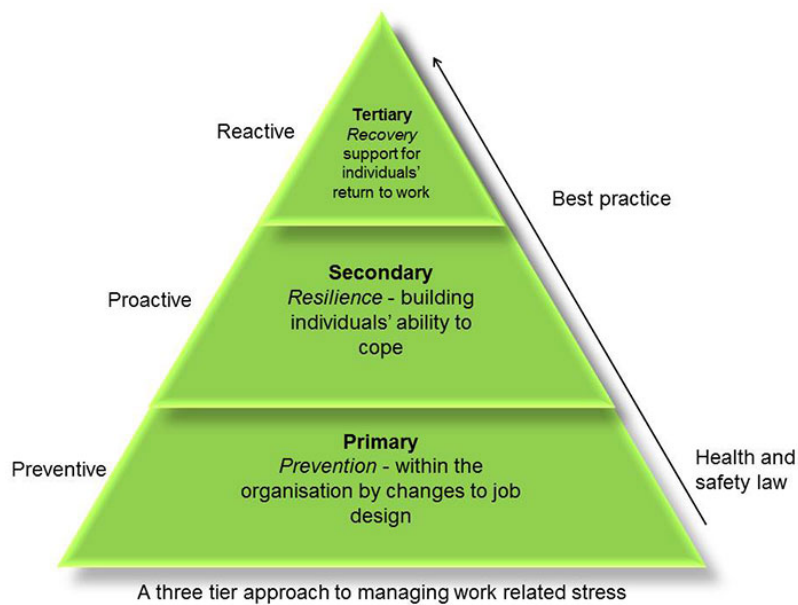 Reactive
Tertiary
Recovery
support for
individuals’
return to work
Best practice
Proactive
Secondary
Resilience - building
individuals’ ability to
cope
Preventive
Primary
Prevention - within the
organisation by changes to job
design
Health and
safety law
A three tier approach to managing work related stress